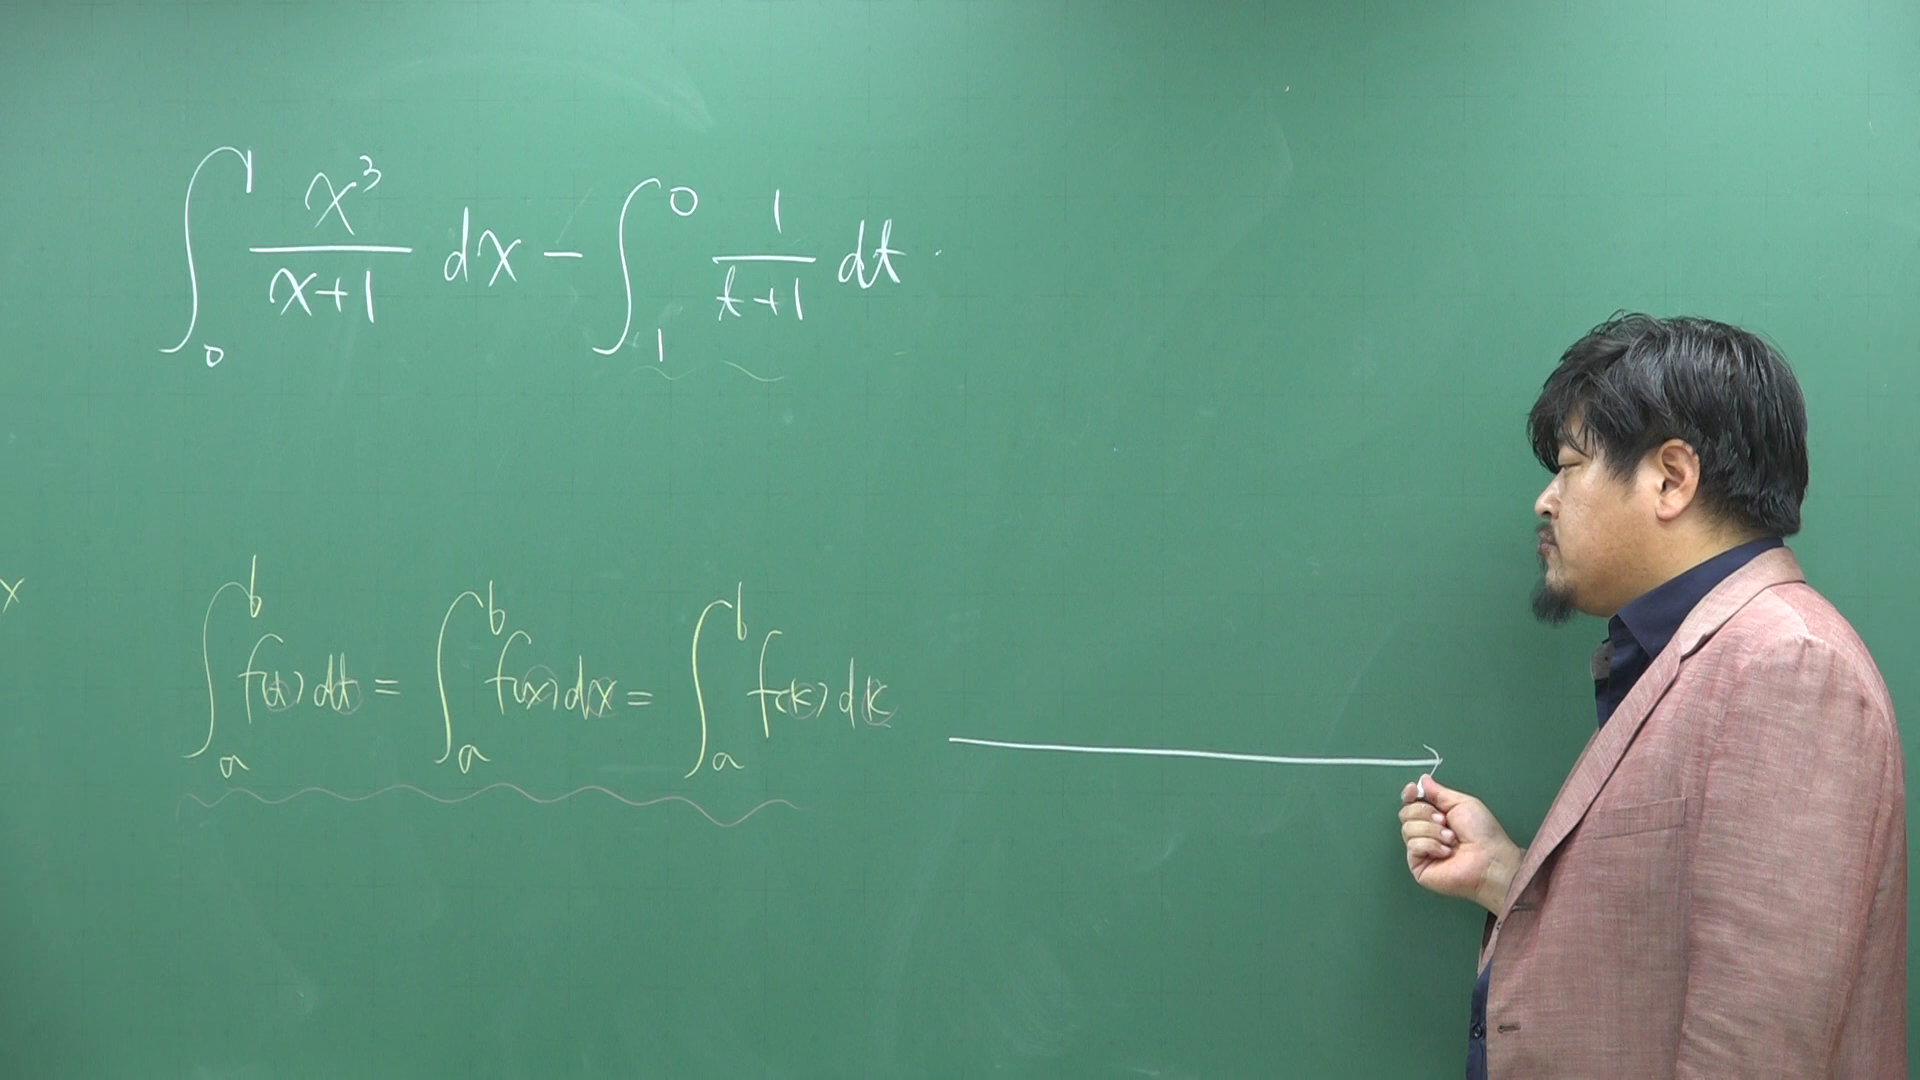 ∫₀¹ x³/(x+1) dx − ∫₁⁰ 1/(t+1) dt
x
∫ₐᵇ f(t) dt = ∫ₐᵇ f(x) dx = ∫ₐᵇ f(k) dk